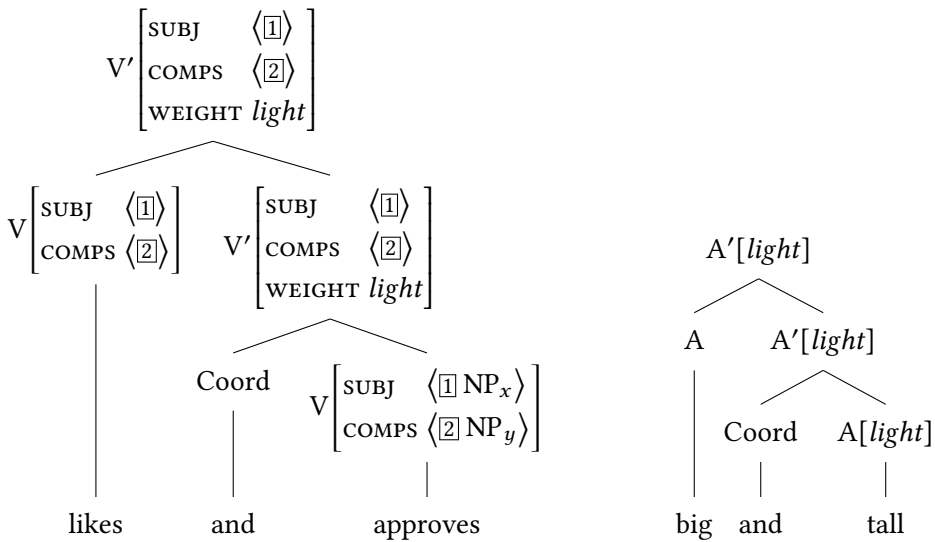 V′ [SUBJ ⟨[1]⟩
COMPS ⟨[2]⟩
WEIGHT light]
V [SUBJ ⟨[1]⟩
COMPS ⟨[2]⟩]
V′ [SUBJ ⟨[1]⟩
COMPS ⟨[2]⟩
WEIGHT light]
A′[light]
A A′[light]
Coord
V [SUBJ ⟨[1] NPₓ⟩
COMPS ⟨[2] NP_y⟩]
Coord A[light]
likes and approves
big and tall